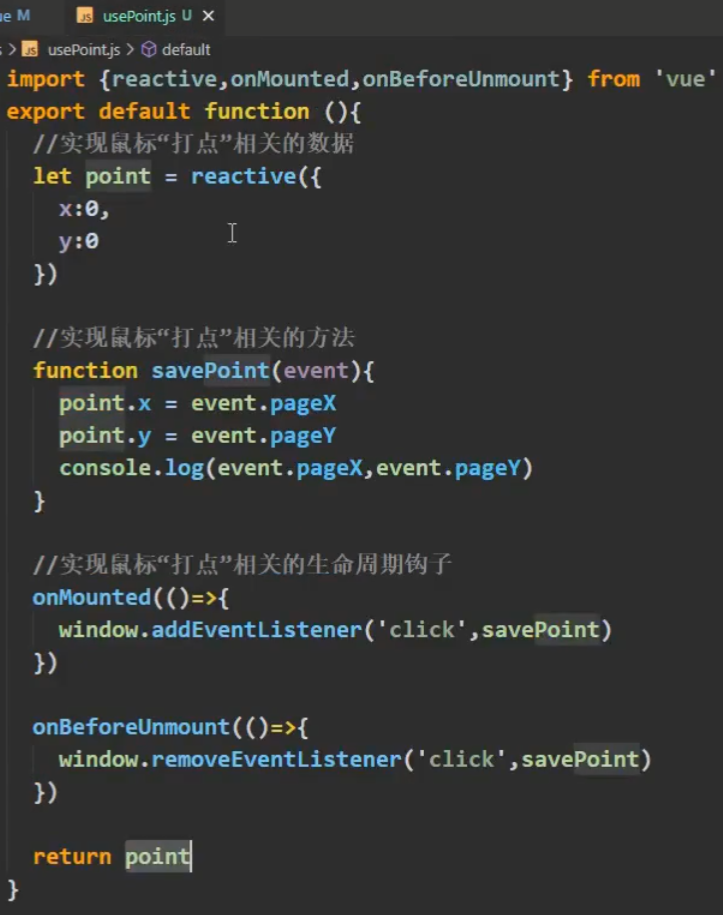 ue M JS usePoint.js U ×
s > JS usePoint.js > default
import {reactive,onMounted,onBeforeUnmount} from 'vue'
export default function (){
//实现鼠标“打点”相关的数据
let point = reactive({
x:0,
y:0
})
//实现鼠标“打点”相关的方法
function savePoint(event){
point.x = event.pageX
point.y = event.pageY
console.log(event.pageX,event.pageY)
}
//实现鼠标“打点”相关的生命周期钩子
onMounted(()=>{
window.addEventListener('click',savePoint)
})
onBeforeUnmount(()=>{
window.removeEventListener('click',savePoint)
})
return point
}